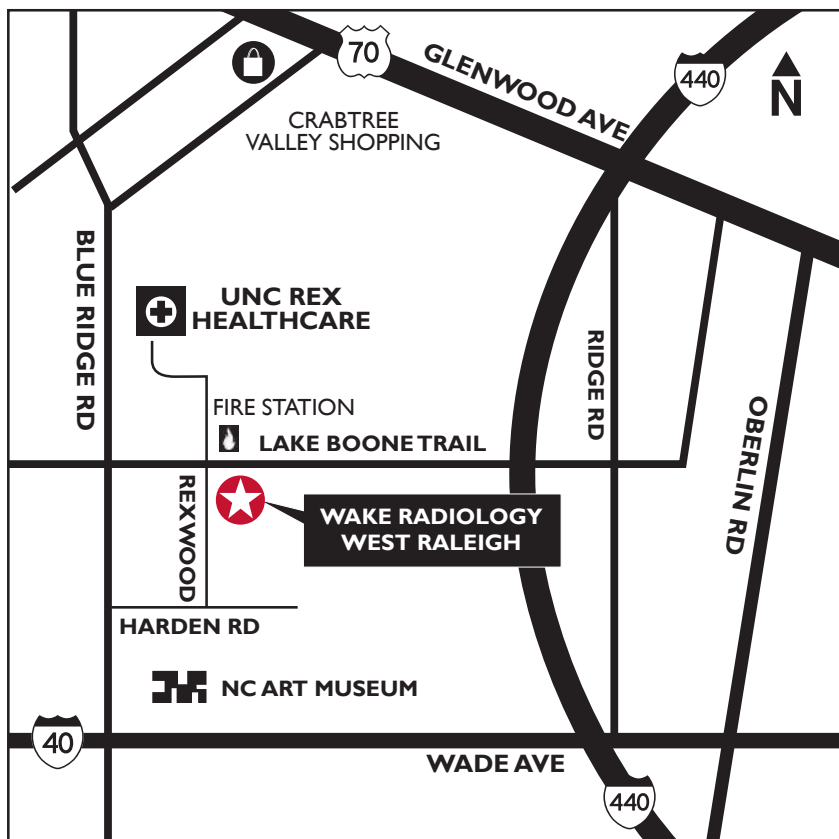 70
GLENWOOD AVE
440
N
CRABTREE
VALLEY SHOPPING
BLUE RIDGE RD
UNC REX
HEALTHCARE
RIDGE RD
OBERLIN RD
FIRE STATION
LAKE BOONE TRAIL
REXWOOD
WAKE RADIOLOGY
WEST RALEIGH
HARDEN RD
NC ART MUSEUM
40
WADE AVE
440